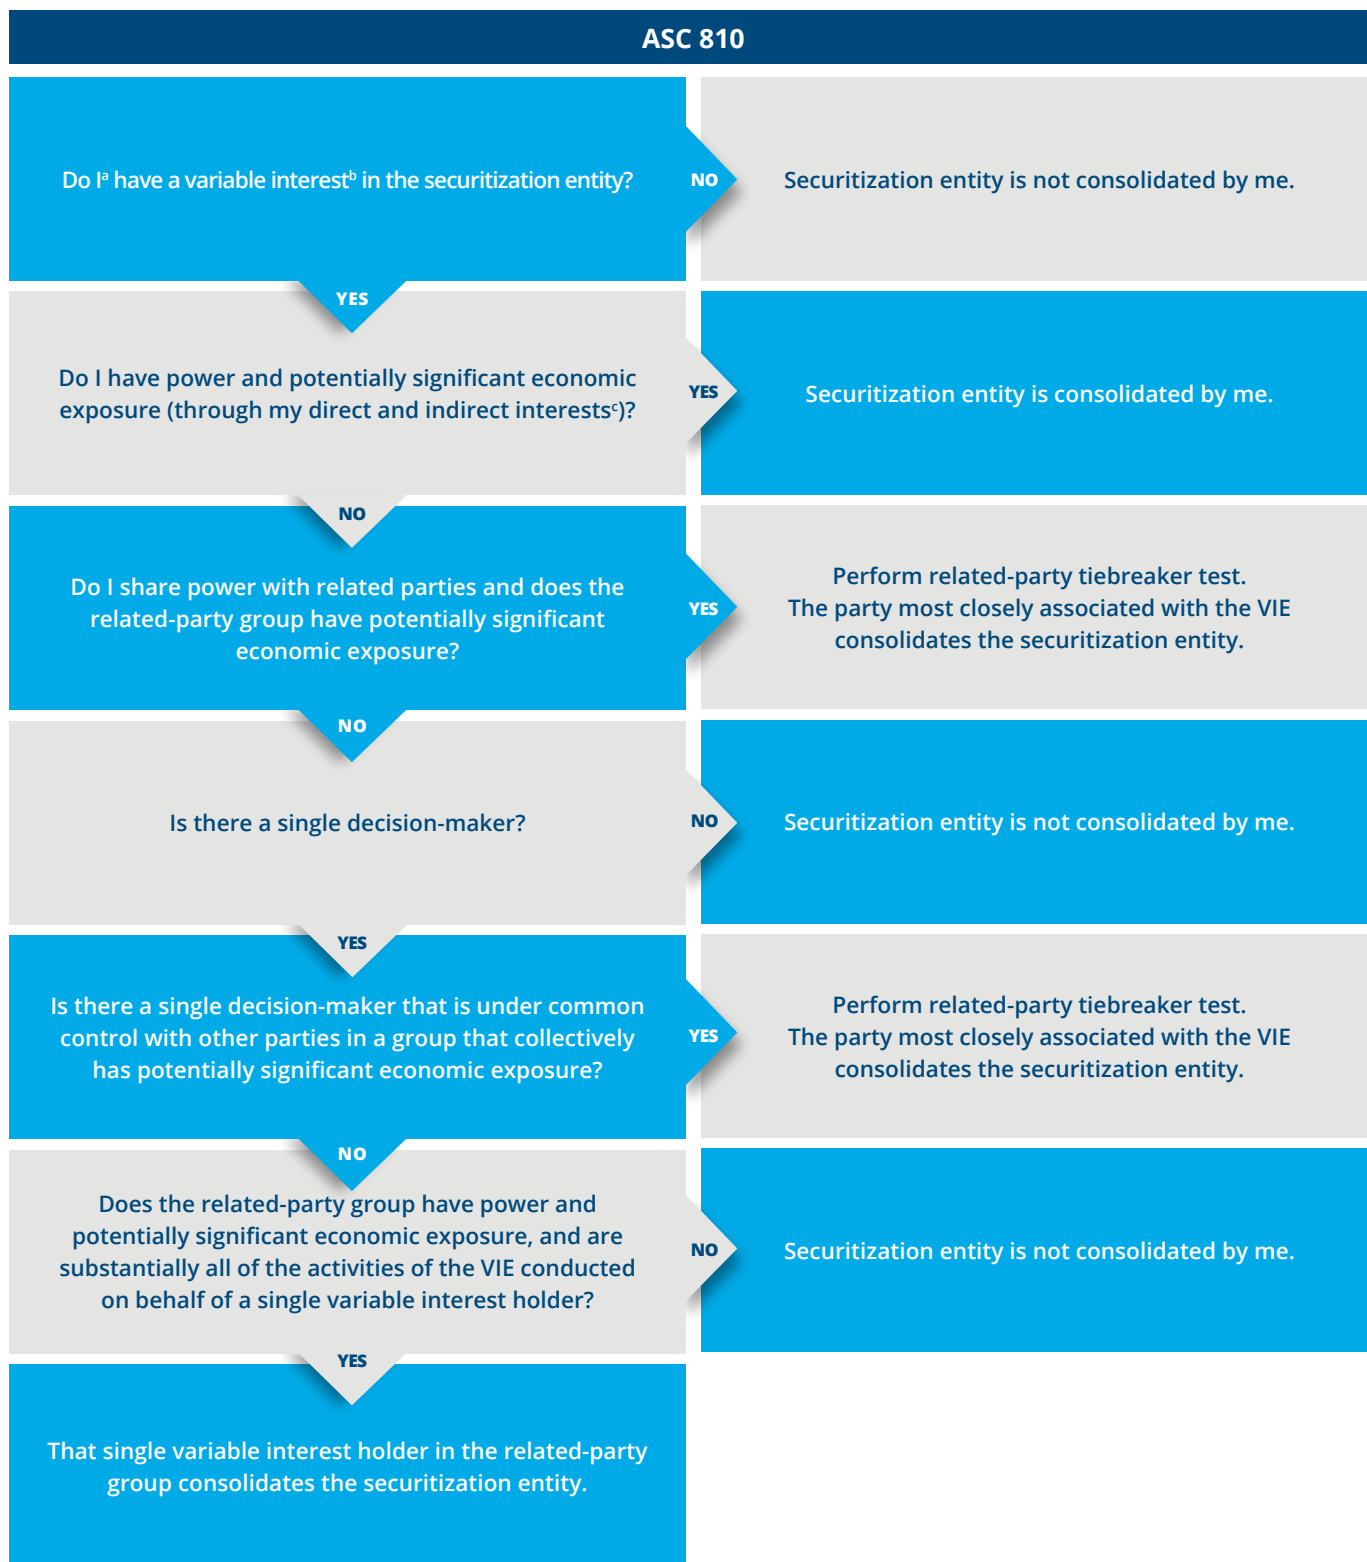 ASC 810
Do Iᵃ have a variable interestᵇ in the securitization entity?
NO
Securitization entity is not consolidated by me.
YES
Do I have power and potentially significant economic
exposure (through my direct and indirect interestsᶜ)?
YES
Securitization entity is consolidated by me.
NO
Do I share power with related parties and does the
related-party group have potentially significant
economic exposure?
YES
Perform related-party tiebreaker test.
The party most closely associated with the VIE
consolidates the securitization entity.
NO
Is there a single decision-maker?
NO
Securitization entity is not consolidated by me.
YES
Is there a single decision-maker that is under common
control with other parties in a group that collectively
has potentially significant economic exposure?
YES
Perform related-party tiebreaker test.
The party most closely associated with the VIE
consolidates the securitization entity.
NO
Does the related-party group have power and
potentially significant economic exposure, and are
substantially all of the activities of the VIE conducted
on behalf of a single variable interest holder?
NO
Securitization entity is not consolidated by me.
YES
That single variable interest holder in the related-party
group consolidates the securitization entity.